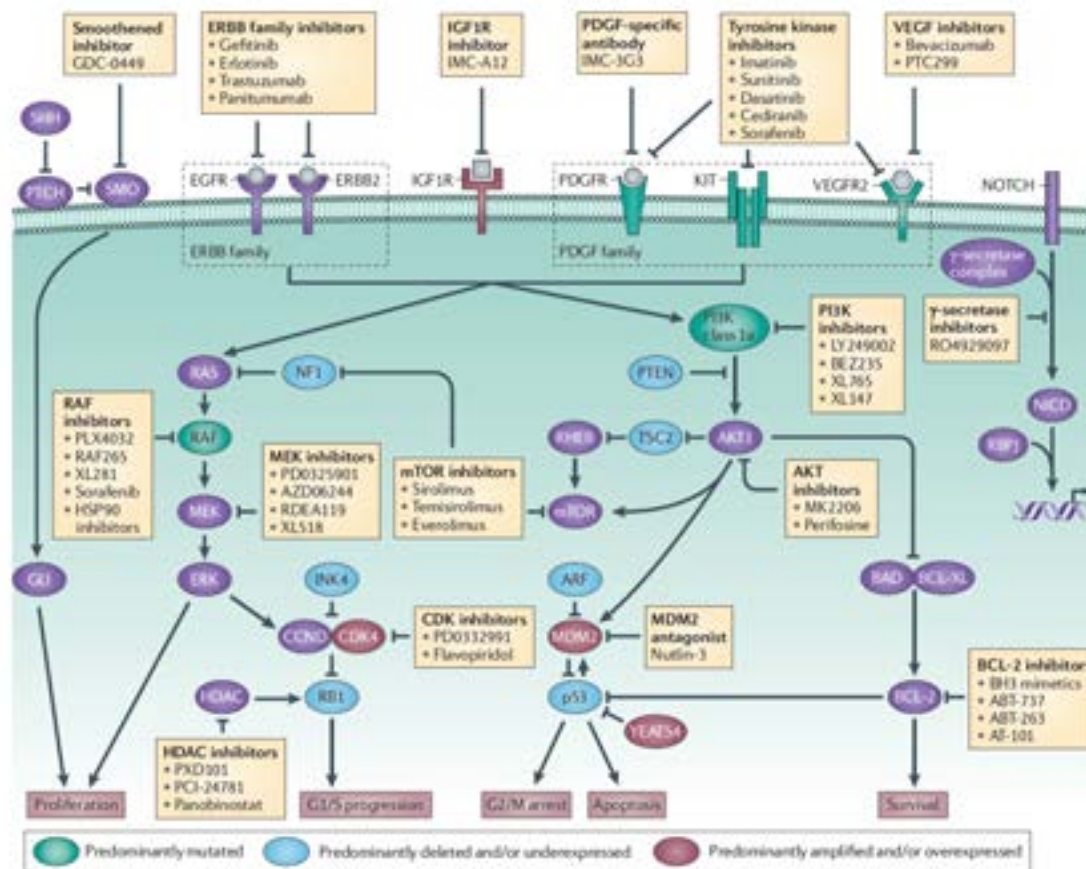 Smoothened
inhibitor
GDC-0449
ERBB family inhibitors
• Gefitinib
• Erlotinib
• Trastuzumab
• Panitumumab
IGF1R
inhibitor
IMC-A12
PDGF-specific
antibody
IMC-3G3
Tyrosine kinase
inhibitors
• Imatinib
• Sunitinib
• Dasatinib
• Cediranib
• Sorafenib
VEGF inhibitors
• Bevacizumab
• PTC299
SHH
PTCH
SMO
EGFR
ERBB2
IGF1R
PDGFR
KIT
VEGFR2
NOTCH
ERBB family
PDGF family
γ-secretase
complex
PI3K
class 1a
PI3K
inhibitors
• LY249002
• BEZ235
• XL765
• XL147
γ-secretase
inhibitors
RO4929097
RAS
NF1
PTEN
NICD
RAF
inhibitors
• PLX4032
• RAF265
• XL281
• Sorafenib
• HSP90
inhibitors
RAF
MEK inhibitors
• PD0325901
• AZD06244
• RDEA119
• XL518
mTOR inhibitors
• Sirolimus
• Temisirolimus
• Everolimus
RHEB
TSC2
AKT1
RBPJ
AKT
inhibitors
• MK2206
• Perifosine
MEK
mTOR
GLI
ERK
INK4
ARF
BAD
BCL-XL
CCND
CDK4
CDK inhibitors
• PD0332991
• Flavopiridol
MDM2
MDM2
antagonist
Nutlin-3
HDAC
RB1
p53
BCL-2
BCL-2 inhibitors
• BH3 mimetics
• ABT-737
• ABT-263
• AT-101
YEATS4
HDAC inhibitors
• PXD101
• PCI-24781
• Panobinostat
Proliferation
G1/S progression
G2/M arrest
Apoptosis
Survival
Predominantly mutated
Predominantly deleted and/or underexpressed
Predominantly amplified and/or overexpressed